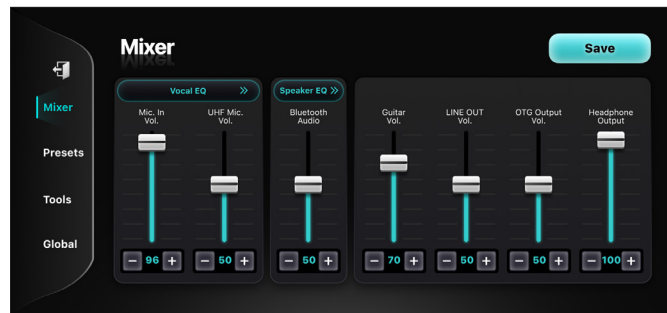 Mixer
Save
Mixer
Presets
Tools
Global
Vocal EQ »
Speaker EQ »
Mic. In
Vol.
UHF Mic.
Vol.
Bluetooth
Audio
Guitar
Vol.
LINE OUT
Vol.
OTG Output
Vol.
Headphone
Output
− 96 +
− 50 +
− 50 +
− 70 +
− 50 +
− 50 +
− 100 +